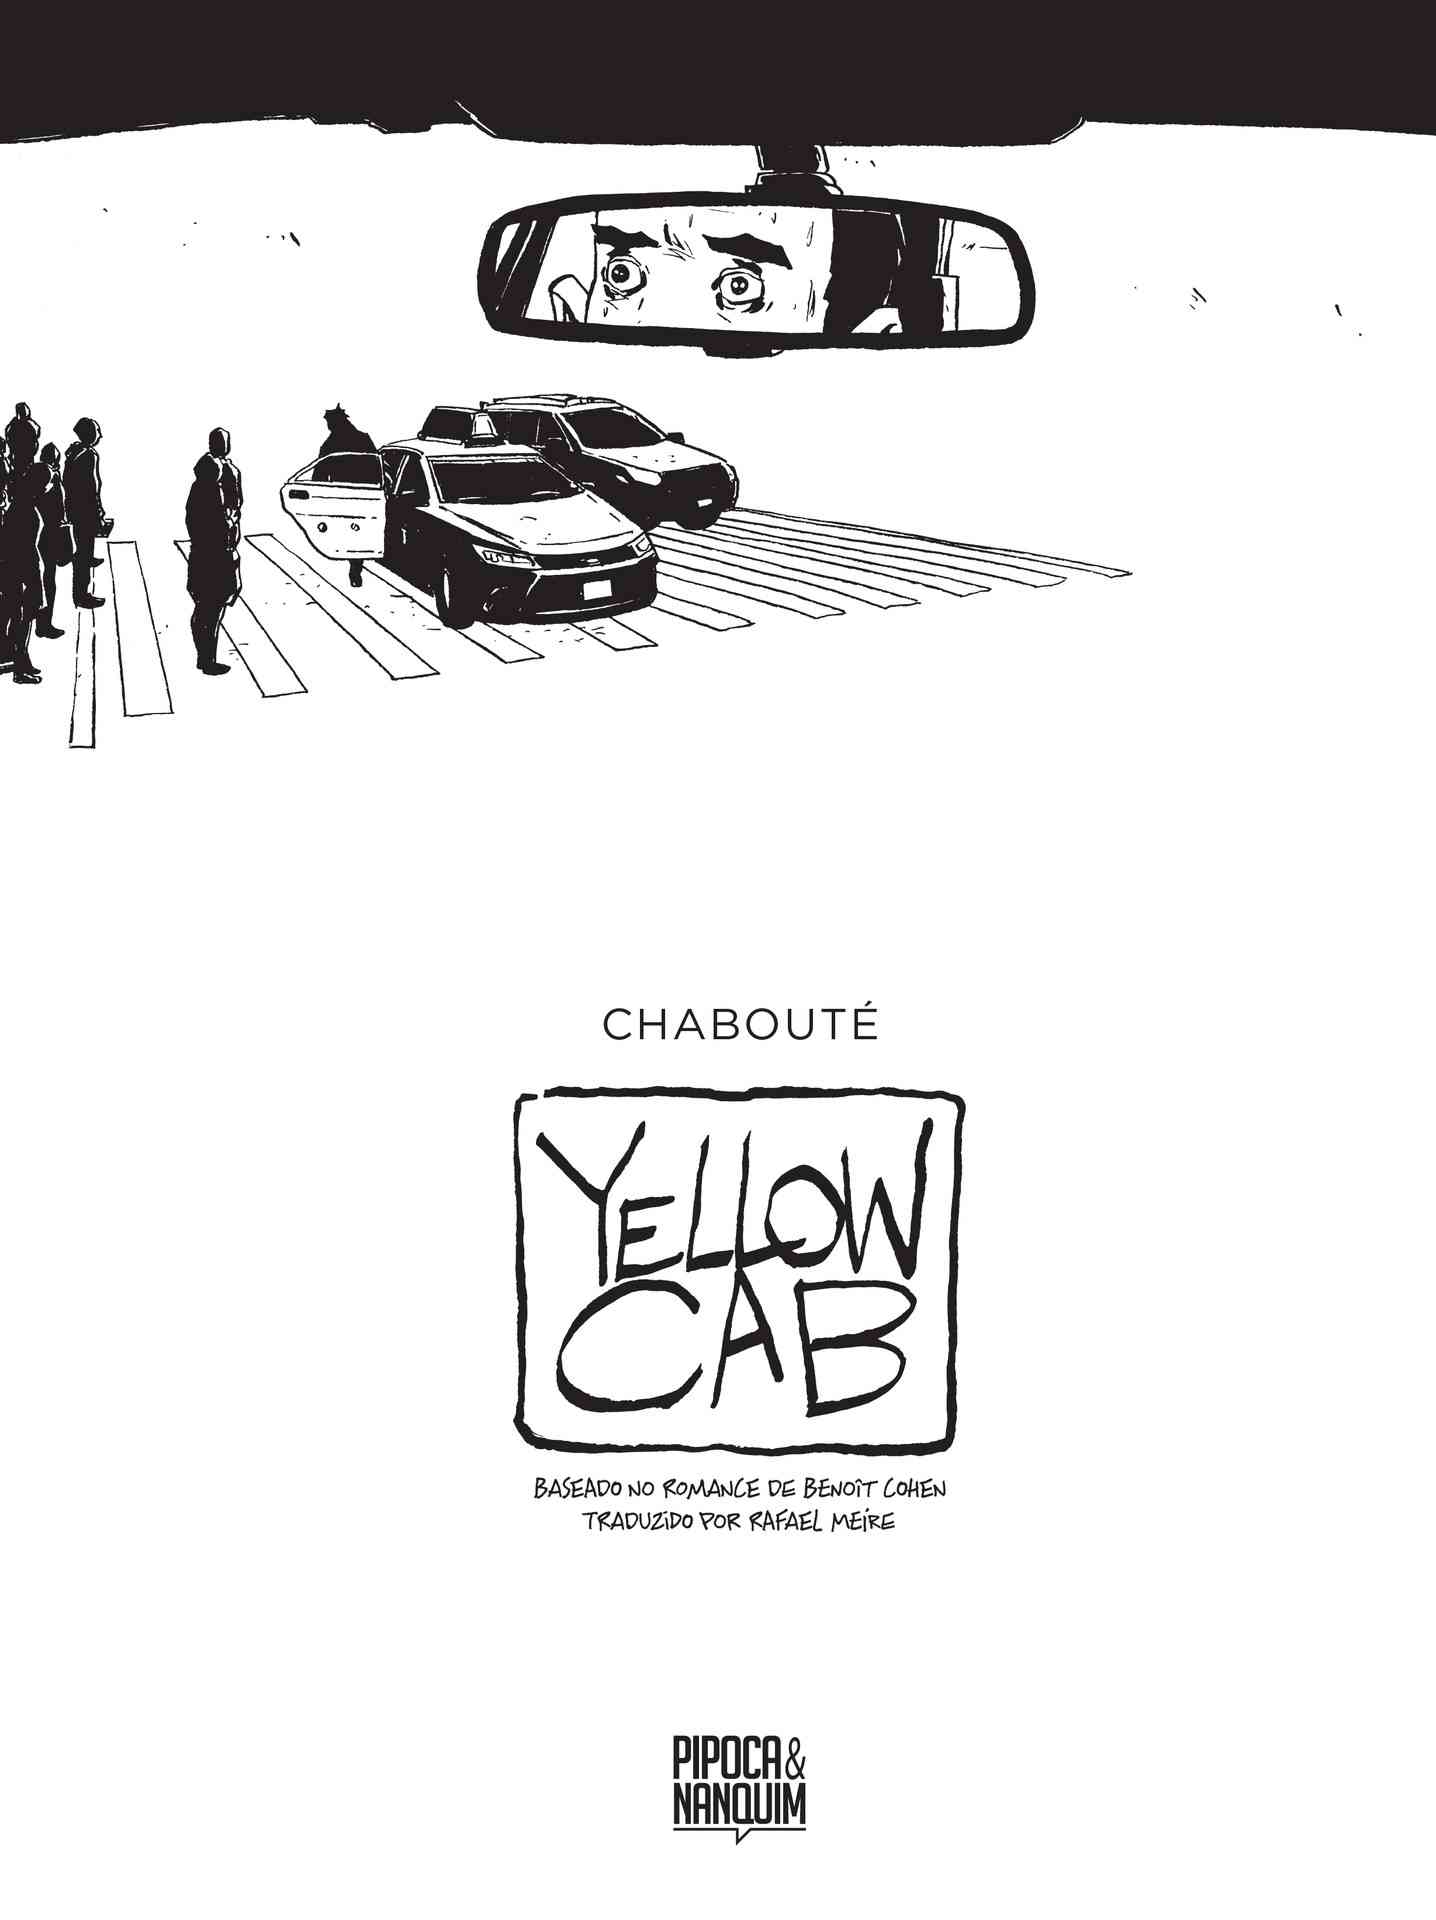 CHABOUTÉ
YELLOW
CAB
BASEADO NO ROMANCE DE BENOÎT COHEN
TRADUZIDO POR RAFAEL MEIRE
PIPOCA &
NANQUIM